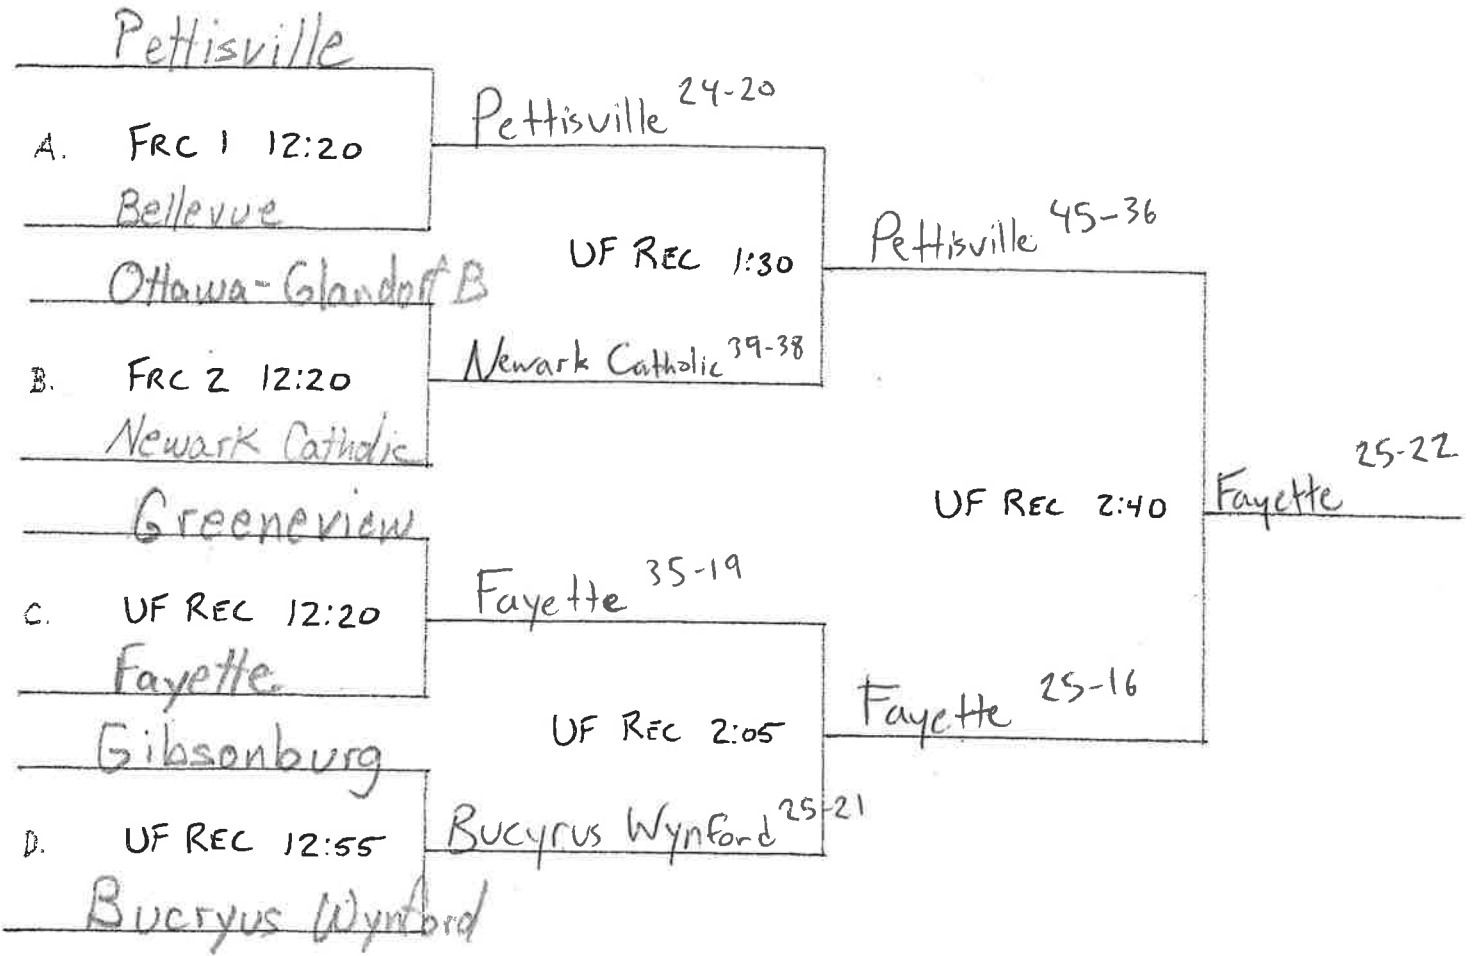 Pettisville
24-20
Pettisville
A. FRC 1 12:20
Bellevue
45-36
Pettisville
UF REC 1:30
Ottawa-Glandorf B
39-38
Newark Catholic
B. FRC 2 12:20
Newark Catholic
25-22
Fayette
UF REC 2:40
Greeneview
35-19
Fayette
C. UF REC 12:20
Fayette
25-16
Fayette
UF REC 2:05
Gibsonburg
25-21
Bucyrus Wynford
D. UF REC 12:55
Bucryus Wynford